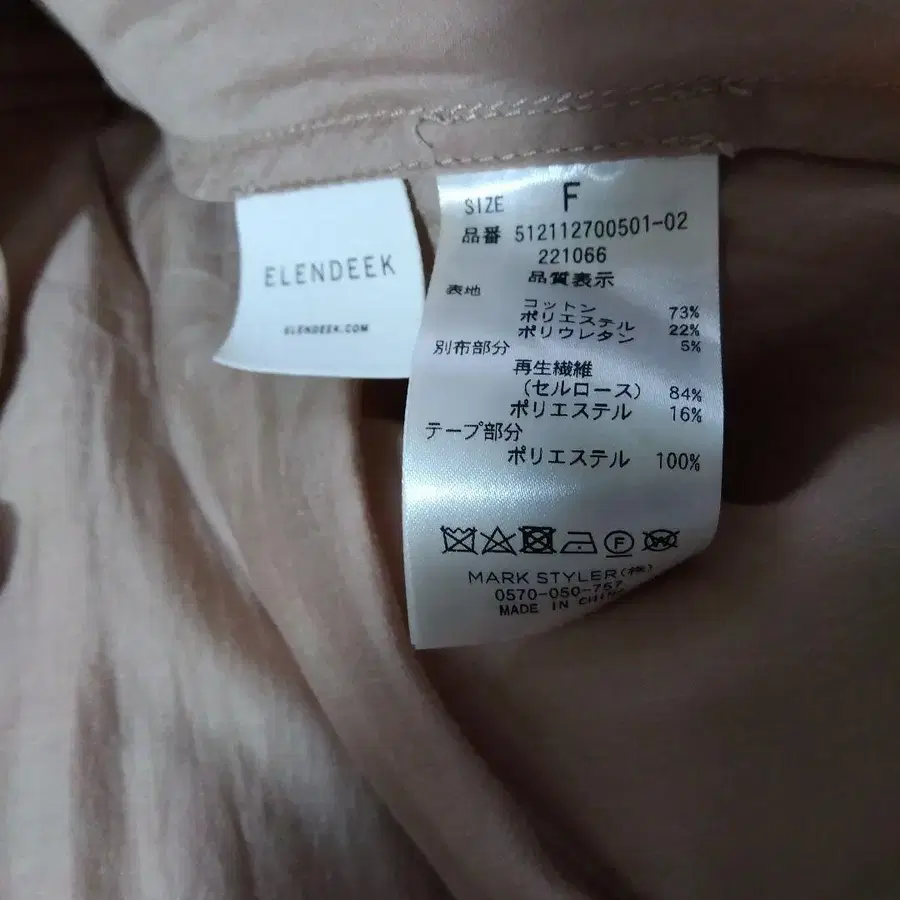 ELENDEEK
ELENDEEK.COM
SIZE F
品番 512112700501-02
221066
品質表示
表地
コットン 73%
ポリエステル 22%
ポリウレタン 5%
別布部分
再生繊維
(セルロース) 84%
ポリエステル 16%
テープ部分
ポリエステル 100%
F W
MARK STYLER(株)
0570-050-757
MADE IN CHINA